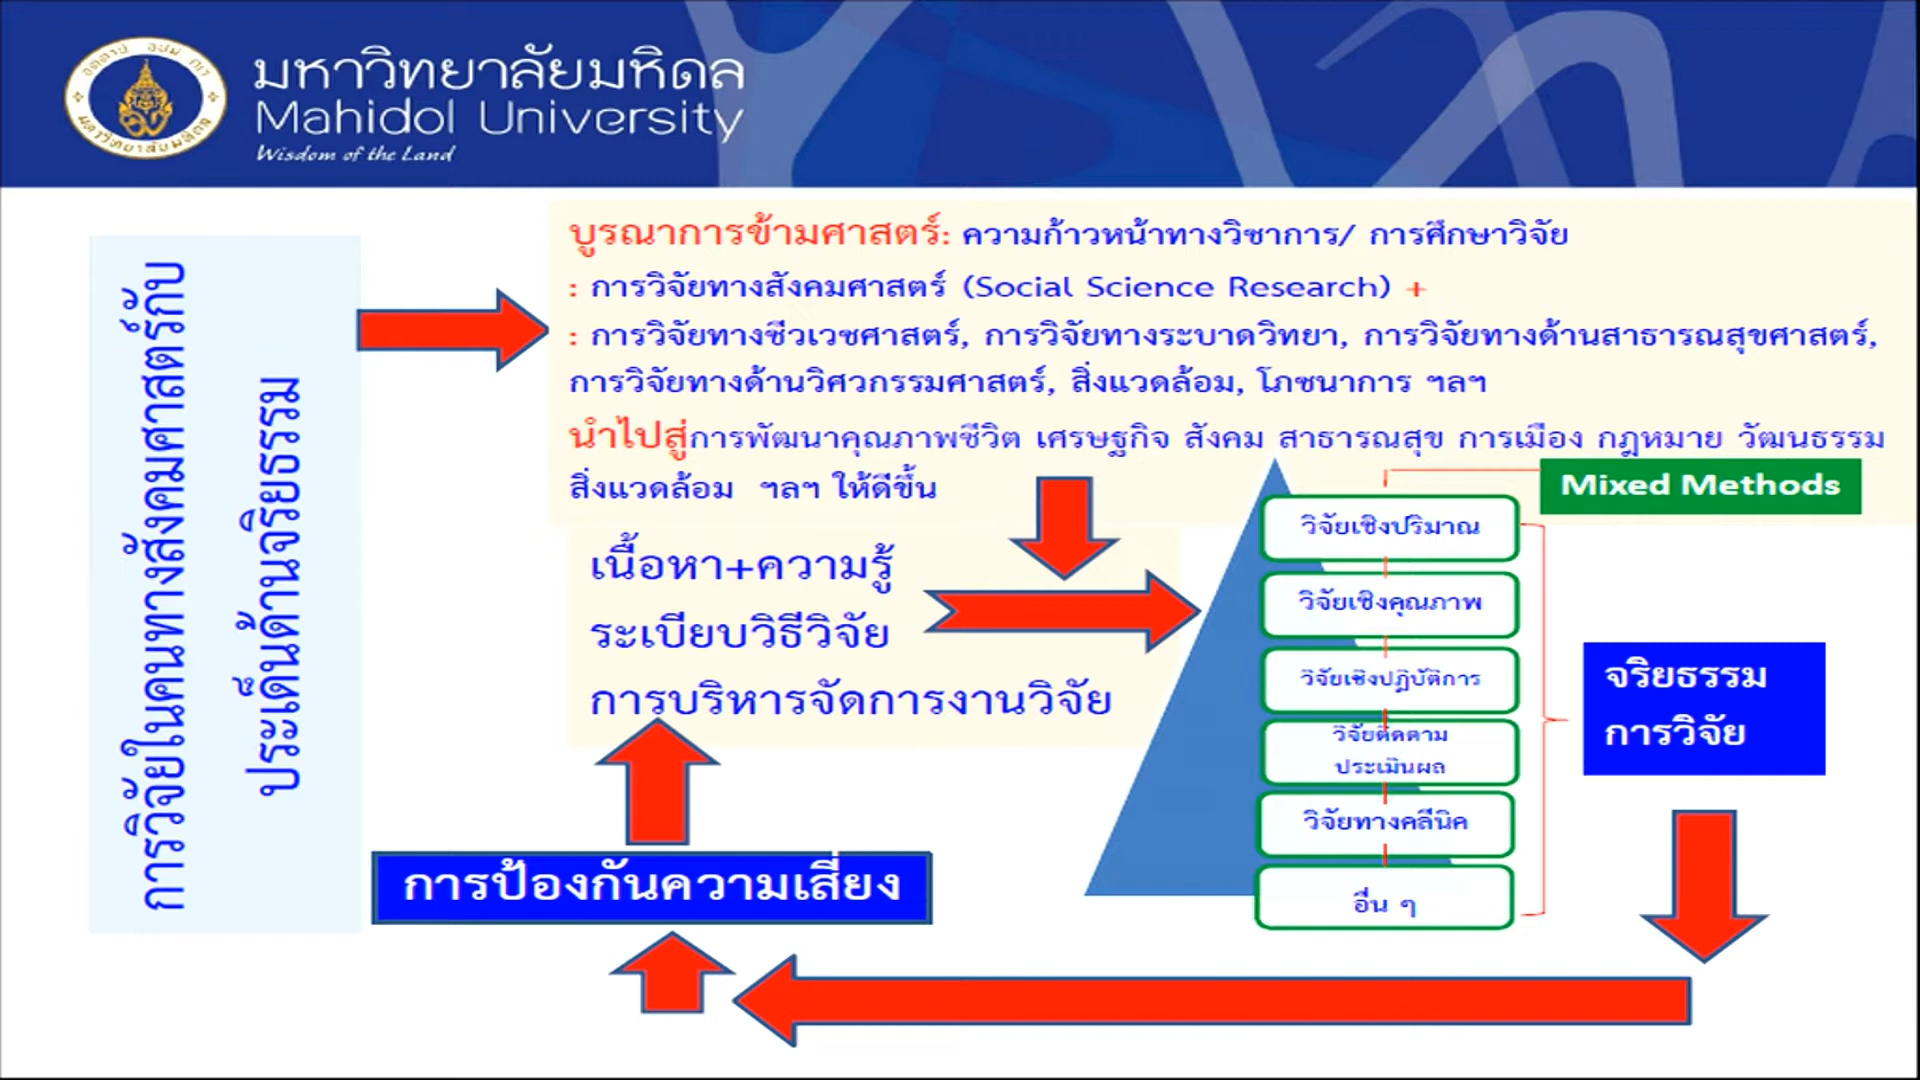 มหาวิทยาลัยมหิดล
Mahidol University
Wisdom of the Land
มหาวิทยาลัยมหิดล
การวิจัยในคนทางสังคมศาสตร์กับ
ประเด็นด้านจริยธรรม
บูรณาการข้ามศาสตร์: ความก้าวหน้าทางวิชาการ/ การศึกษาวิจัย
: การวิจัยทางสังคมศาสตร์ (Social Science Research) +
: การวิจัยทางชีวเวชศาสตร์, การวิจัยทางระบาดวิทยา, การวิจัยทางด้านสาธารณสุขศาสตร์,
การวิจัยทางด้านวิศวกรรมศาสตร์, สิ่งแวดล้อม, โภชนาการ ฯลฯ
นำไปสู่การพัฒนาคุณภาพชีวิต เศรษฐกิจ สังคม สาธารณสุข การเมือง กฎหมาย วัฒนธรรม
สิ่งแวดล้อม ฯลฯ ให้ดีขึ้น
เนื้อหา+ความรู้
ระเบียบวิธีวิจัย
การบริหารจัดการงานวิจัย
การป้องกันความเสี่ยง
Mixed Methods
วิจัยเชิงปริมาณ
วิจัยเชิงคุณภาพ
วิจัยเชิงปฏิบัติการ
วิจัยติดตาม
ประเมินผล
วิจัยทางคลีนิค
อื่น ๆ
จริยธรรม
การวิจัย